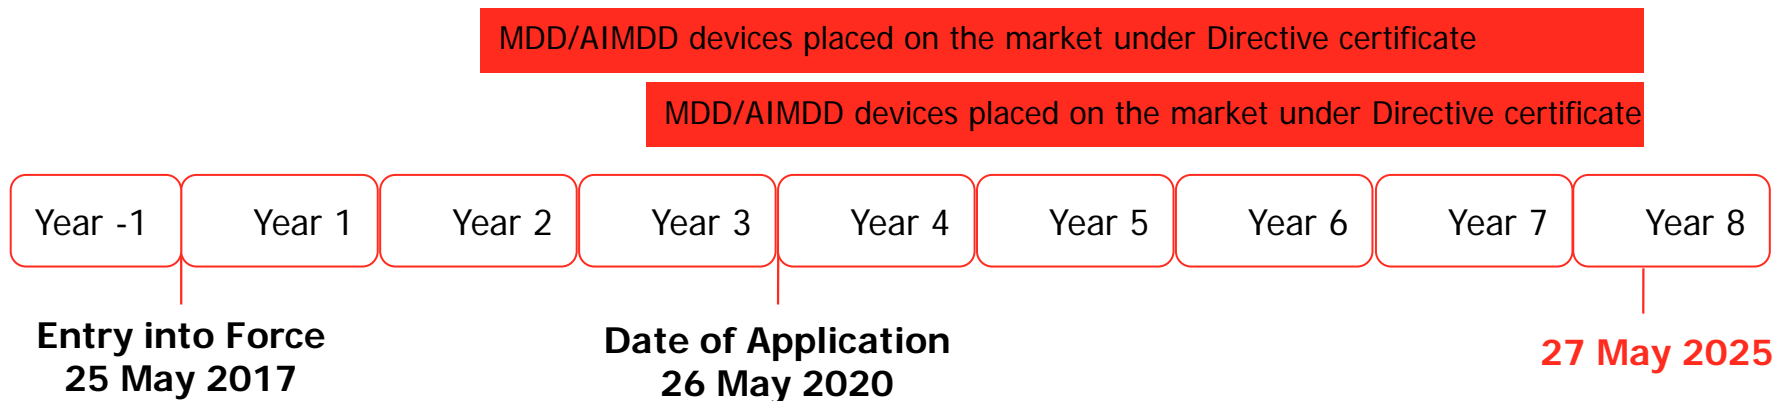 MDD/AIMDD devices placed on the market under Directive certificate
MDD/AIMDD devices placed on the market under Directive certificate
Year -1 Year 1 Year 2 Year 3 Year 4 Year 5 Year 6 Year 7 Year 8
Entry into Force
25 May 2017
Date of Application
26 May 2020
27 May 2025